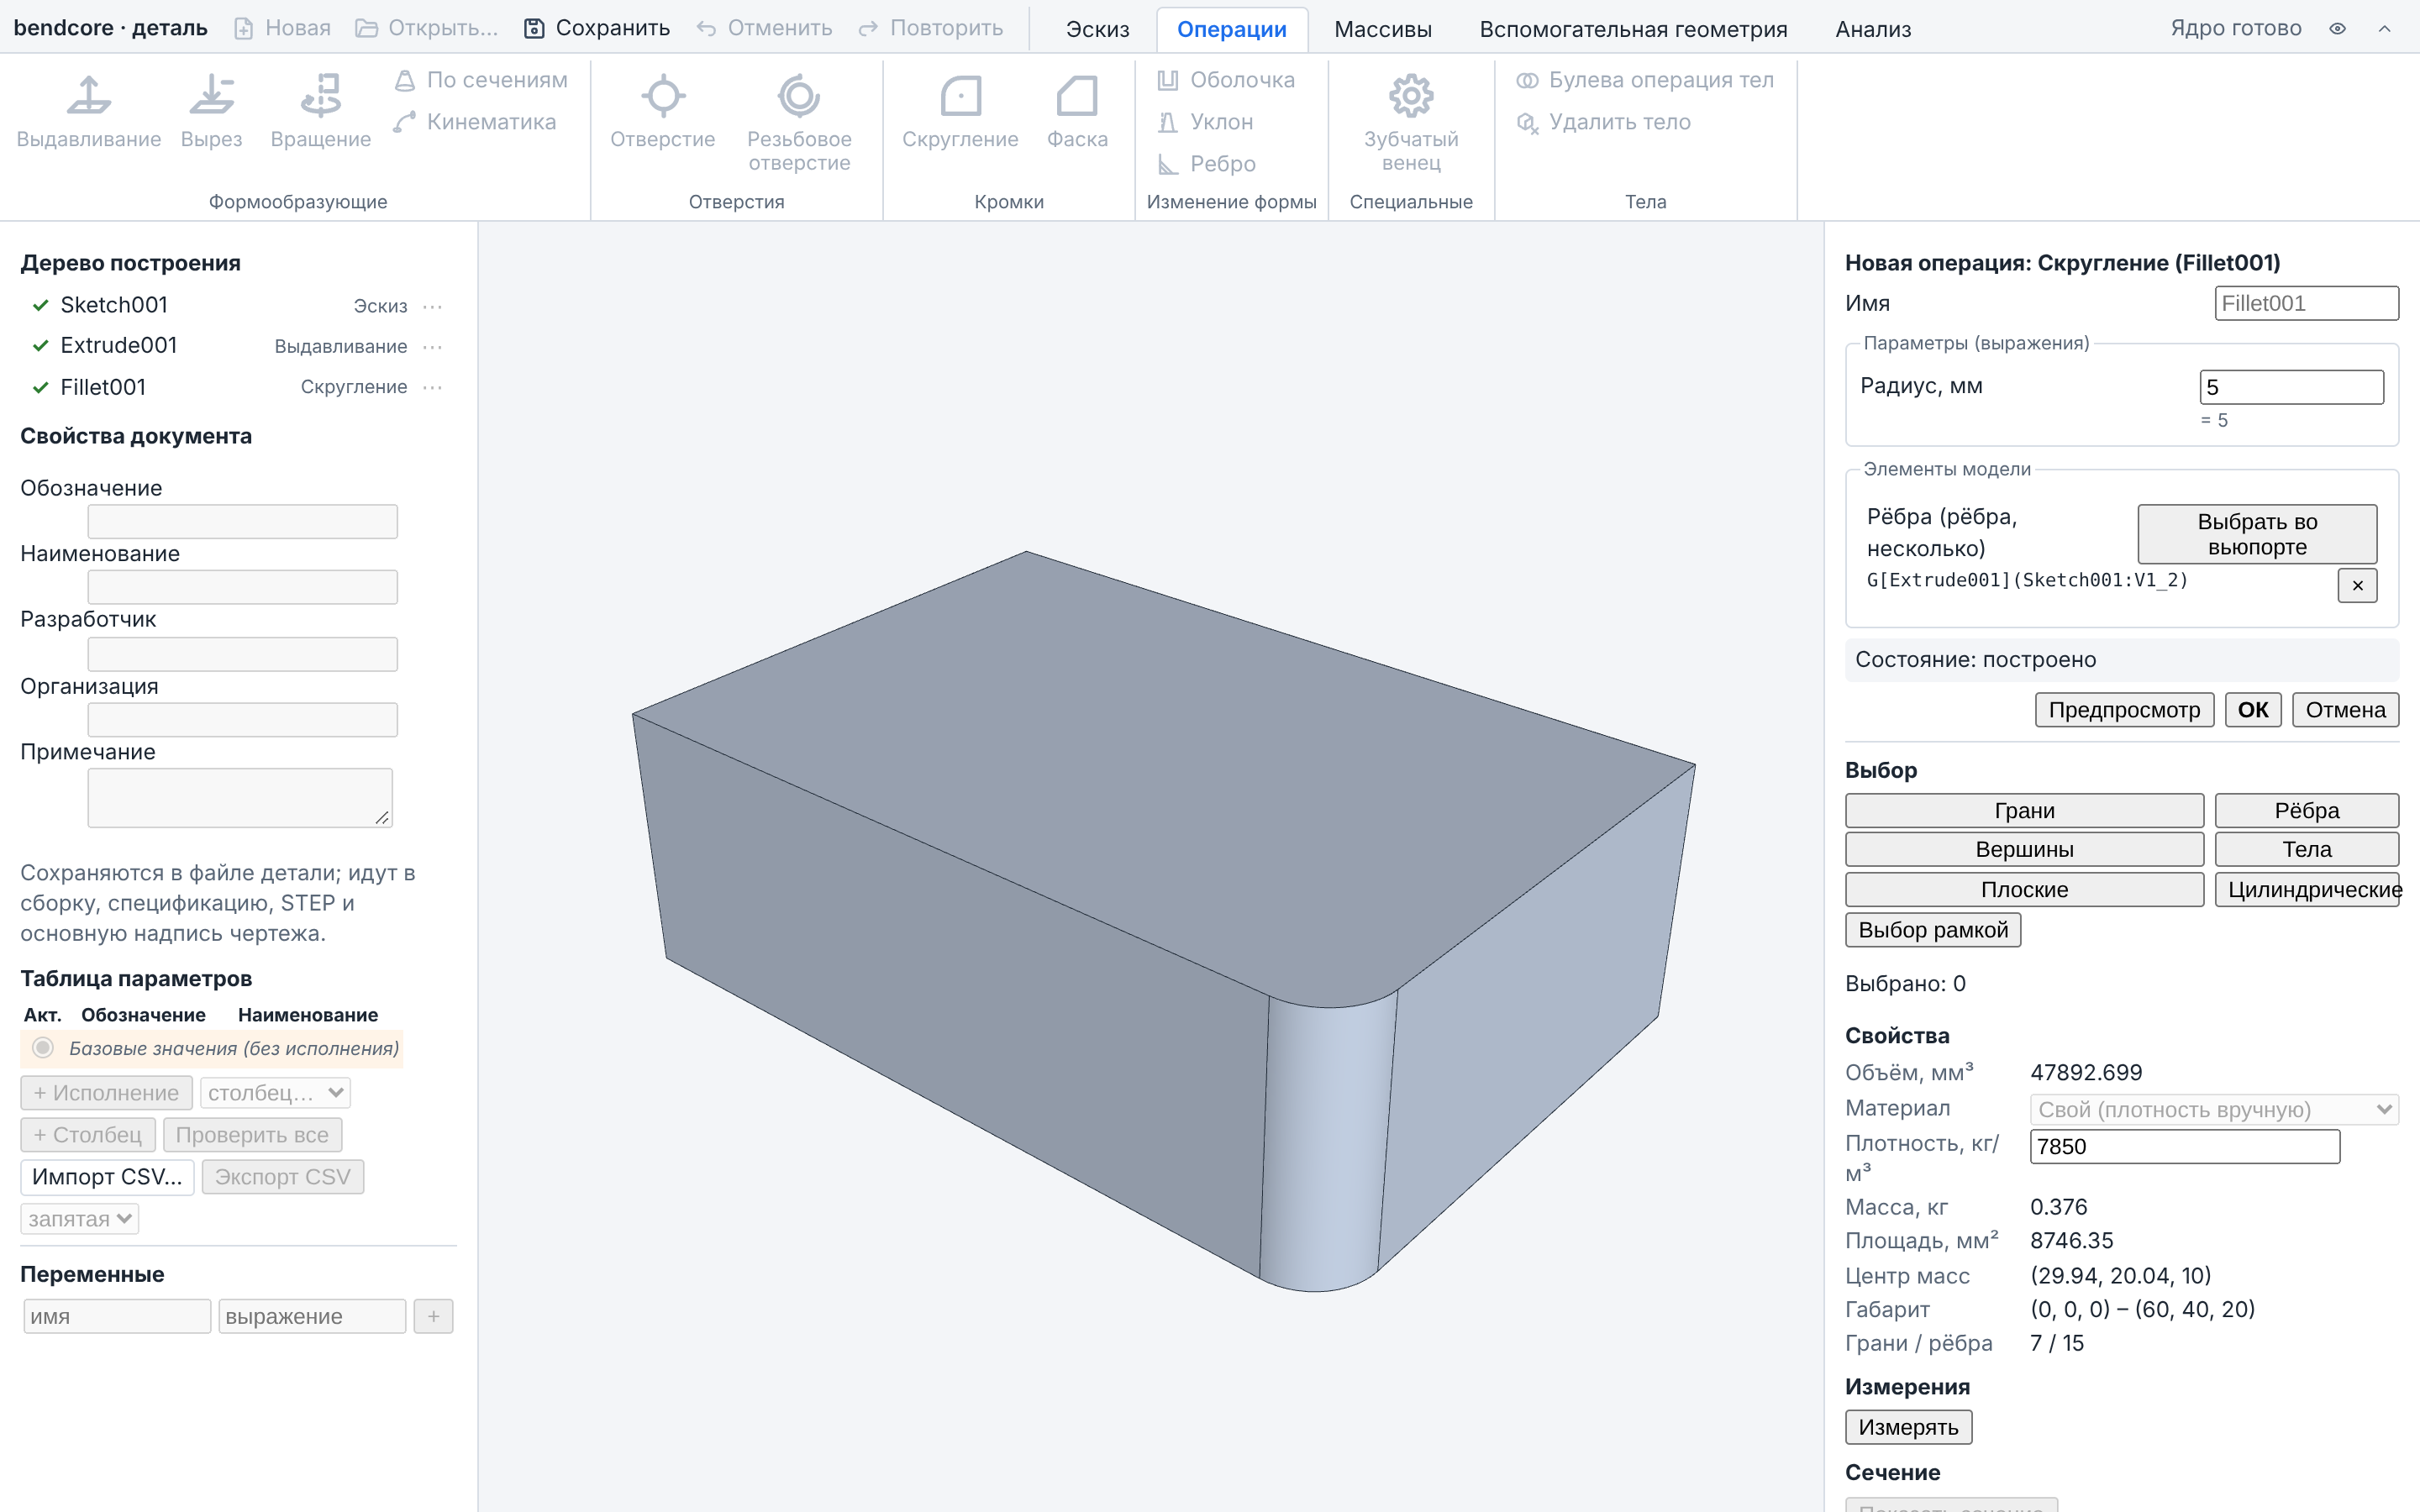 bendcore · деталь
Новая
Открыть...
Сохранить
Отменить
Повторить
Эскиз
Операции
Массивы
Вспомогательная геометрия
Анализ
Ядро готово
Выдавливание
Вырез
Вращение
По сечениям
Кинематика
Формообразующие
Отверстие
Резьбовое
отверстие
Отверстия
Скругление
Фаска
Кромки
Оболочка
Уклон
Ребро
Изменение формы
Зубчатый
венец
Специальные
Булева операция тел
Удалить тело
Тела
Дерево построения
Sketch001 Эскиз ...
Extrude001 Выдавливание ...
Fillet001 Скругление ...
Свойства документа
Обозначение
Наименование
Разработчик
Организация
Примечание
Сохраняются в файле детали; идут в
сборку, спецификацию, STEP и
основную надпись чертежа.
Таблица параметров
Акт. Обозначение Наименование
Базовые значения (без исполнения)
+ Исполнение столбец...
+ Столбец Проверить все
Импорт CSV... Экспорт CSV
запятая
Переменные
имя выражение +
Новая операция: Скругление (Fillet001)
Имя Fillet001
Параметры (выражения)
Радиус, мм 5
= 5
Элементы модели
Рёбра (рёбра,
несколько)
Выбрать во
вьюпорте
G[Extrude001](Sketch001:V1_2) ×
Состояние: построено
Предпросмотр ОК Отмена
Выбор
Грани Рёбра
Вершины Тела
Плоские Цилиндрические
Выбор рамкой
Выбрано: 0
Свойства
Объём, мм³ 47892.699
Материал Свой (плотность вручную)
Плотность, кг/
м³
7850
Масса, кг 0.376
Площадь, мм² 8746.35
Центр масс (29.94, 20.04, 10)
Габарит (0, 0, 0) – (60, 40, 20)
Грани / рёбра 7 / 15
Измерения
Измерять
Сечение